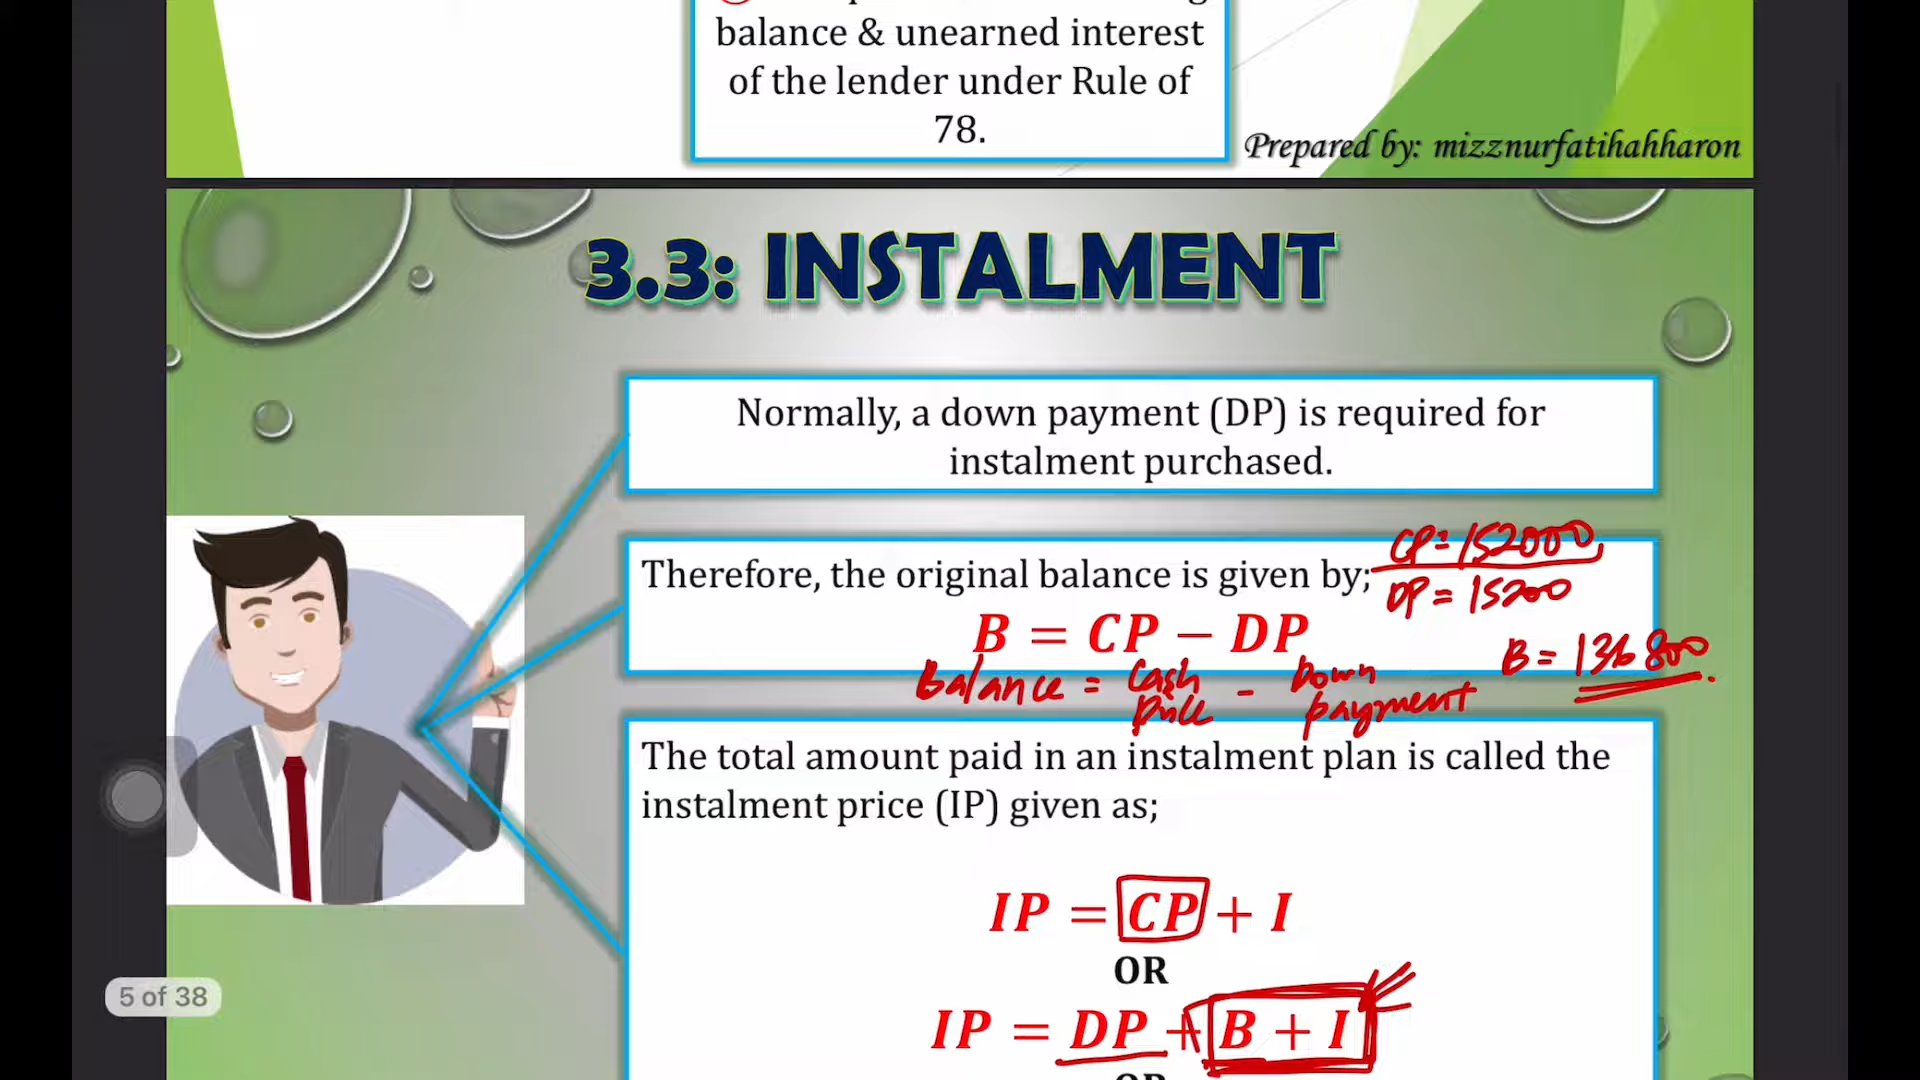 balance & unearned interest
of the lender under Rule of
78.
Prepared by: mizznurfatihahharon
3.3: INSTALMENT
Normally, a down payment (DP) is required for
instalment purchased.
CP = 152000
Therefore, the original balance is given by;
DP = 15200
B = CP − DP
B = 136 800
Balance = Cash Price - Down payment
The total amount paid in an instalment plan is called the
instalment price (IP) given as;
IP = CP + I
OR
5 of 38
IP = DP + B + I